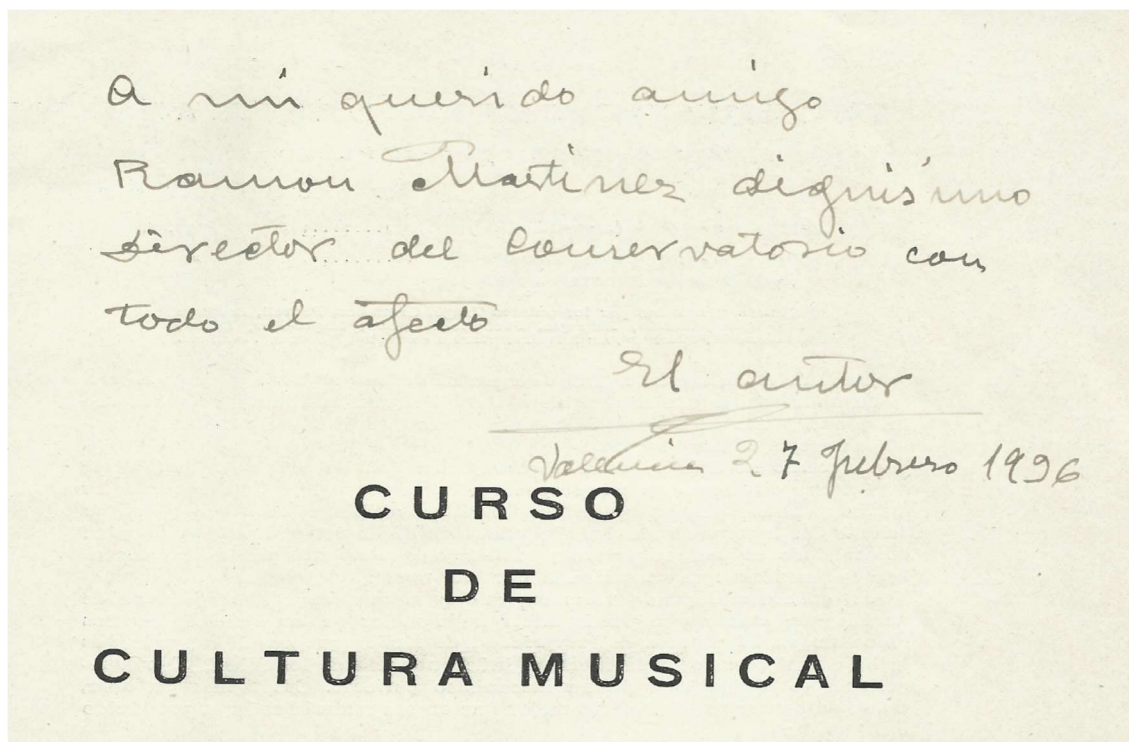 A mi querido amigo
Ramon Martinez dignísimo
Director del Conservatorio con
todo el afecto
El autor
Valencia 27 febrero 1996
CURSO
DE
CULTURA MUSICAL